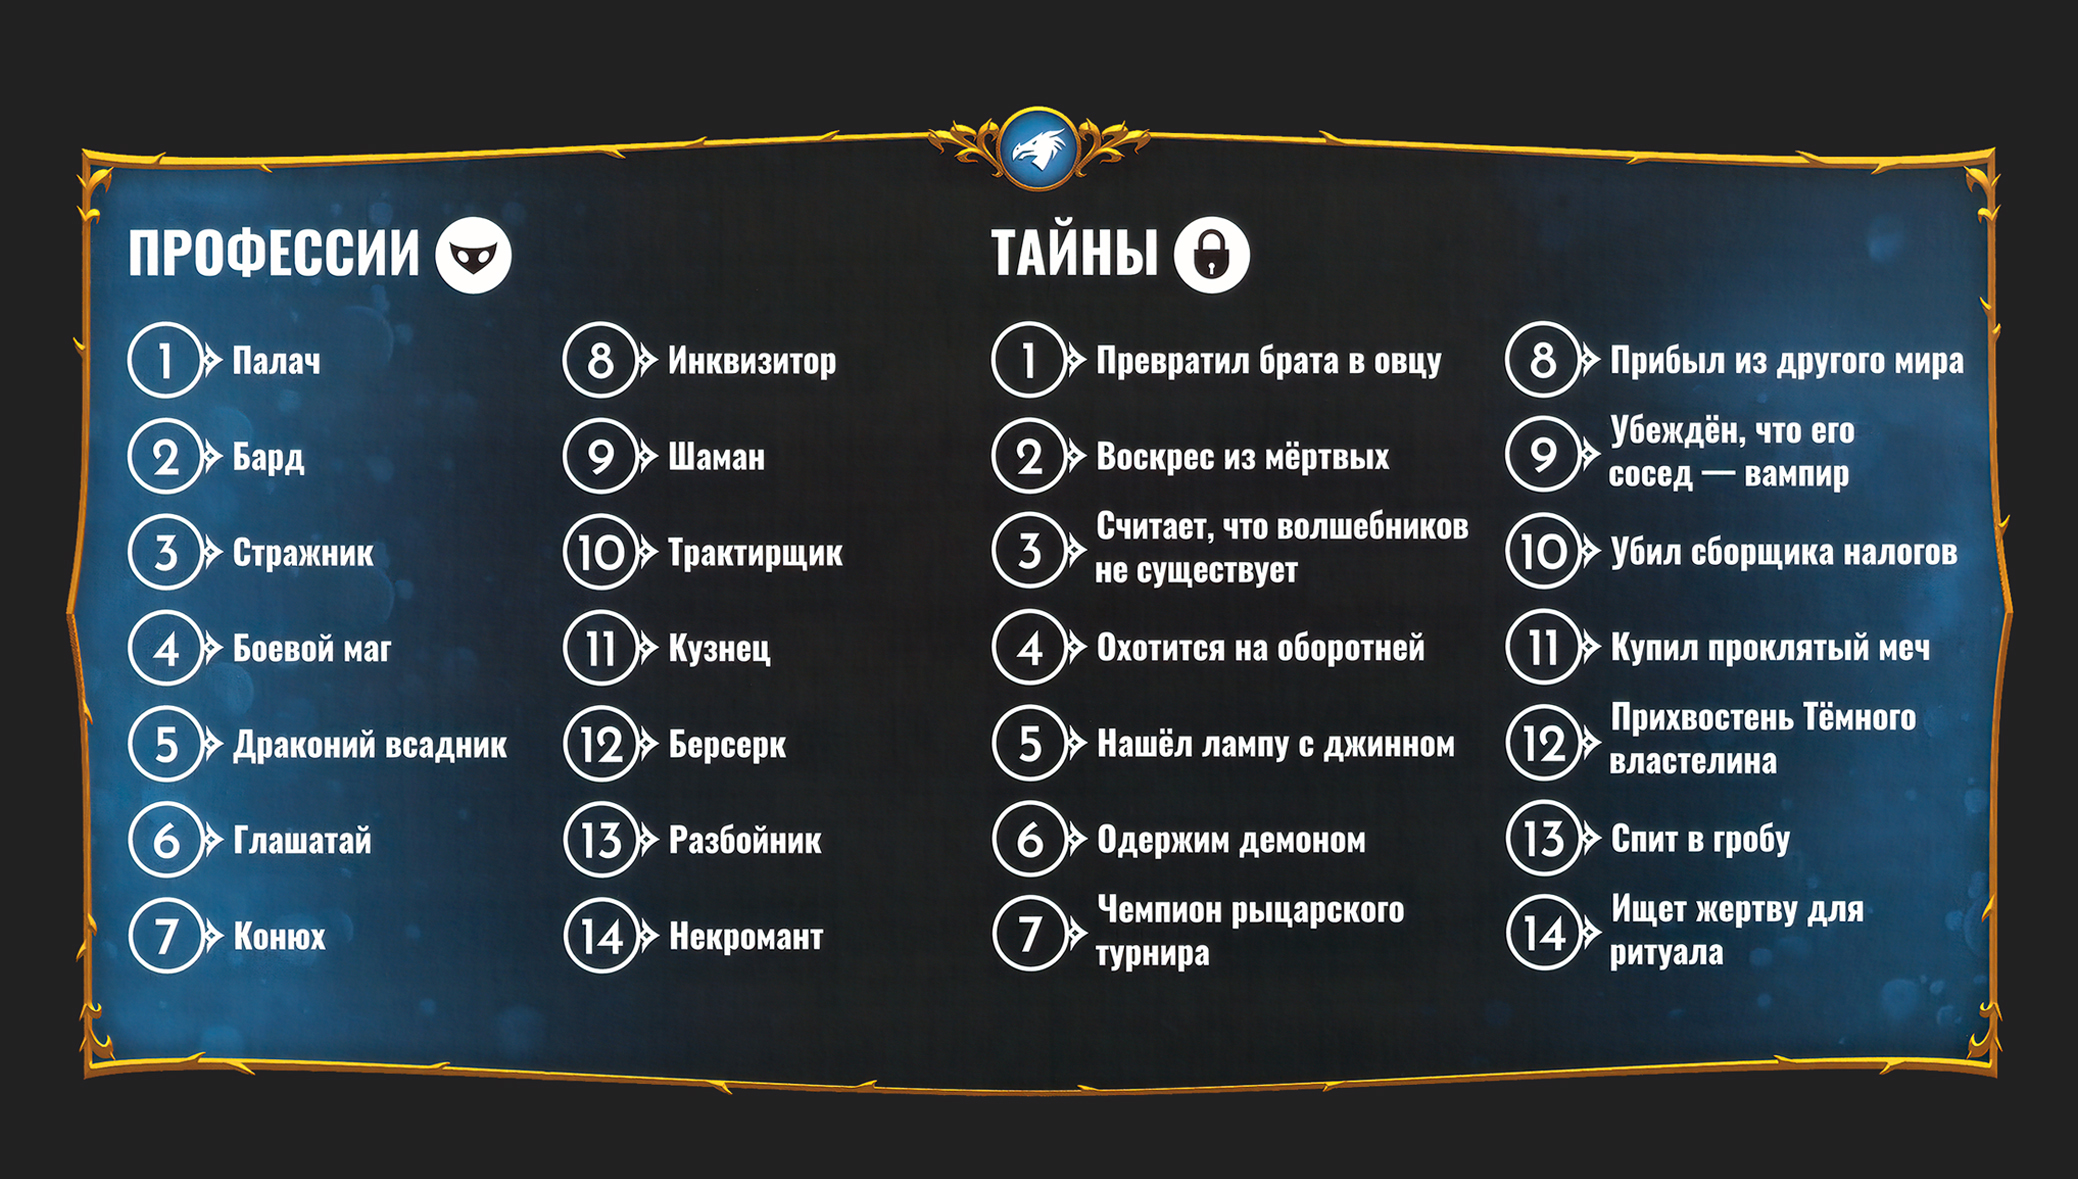 ПРОФЕССИИ
1 Палач
2 Бард
3 Стражник
4 Боевой маг
5 Драконий всадник
6 Глашатай
7 Конюх
8 Инквизитор
9 Шаман
10 Трактирщик
11 Кузнец
12 Берсерк
13 Разбойник
14 Некромант
ТАЙНЫ
1 Превратил брата в овцу
2 Воскрес из мёртвых
3 Считает, что волшебников
не существует
4 Охотится на оборотней
5 Нашёл лампу с джинном
6 Одержим демоном
7 Чемпион рыцарского
турнира
8 Прибыл из другого мира
9 Убеждён, что его
сосед — вампир
10 Убил сборщика налогов
11 Купил проклятый меч
12 Прихвостень Тёмного
властелина
13 Спит в гробу
14 Ищет жертву для
ритуала